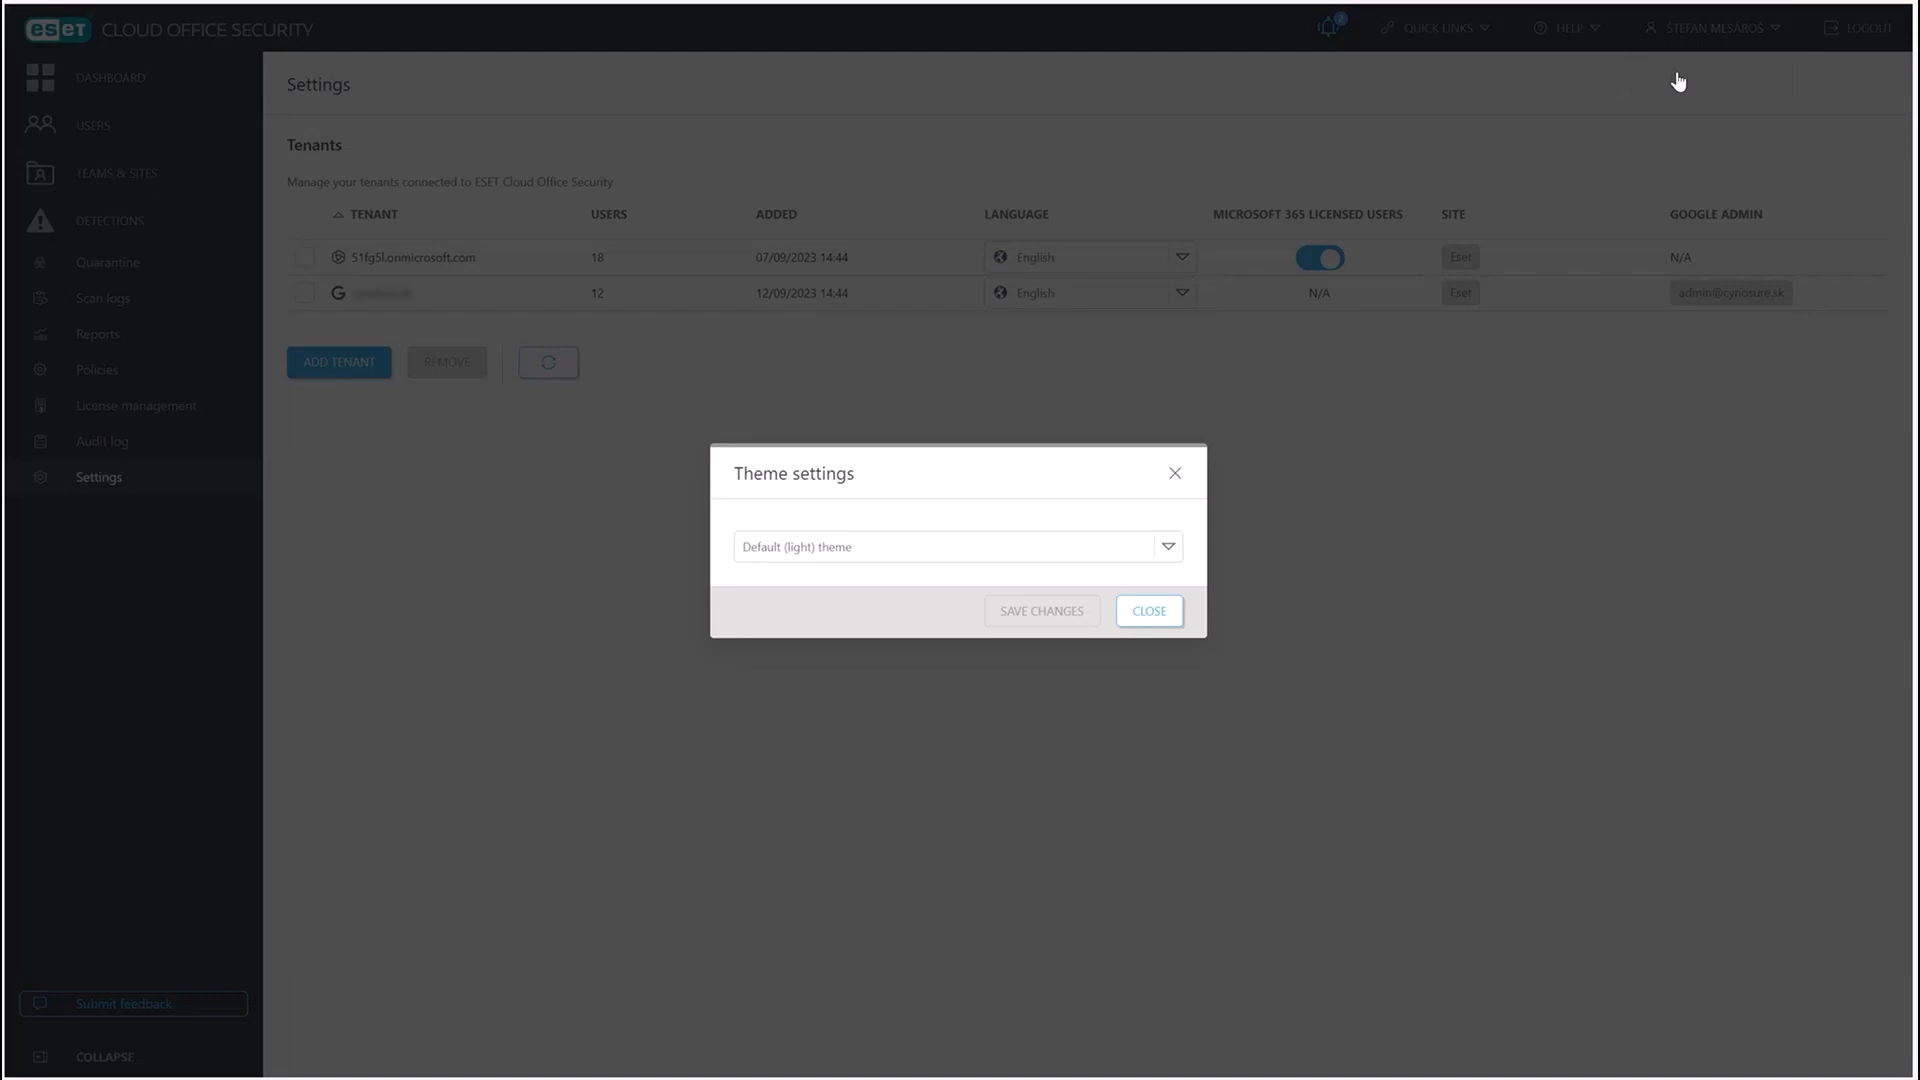 eseT CLOUD OFFICE SECURITY
2
QUICK LINKS
HELP
ŠTEFAN MESÁROŠ
LOGOUT
DASHBOARD
USERS
TEAMS & SITES
DETECTIONS
Quarantine
Scan logs
Reports
Policies
License management
Audit log
Settings
Submit feedback
COLLAPSE
Settings
Tenants
Manage your tenants connected to ESET Cloud Office Security
TENANT USERS ADDED LANGUAGE MICROSOFT 365 LICENSED USERS SITE GOOGLE ADMIN
51fg5l.onmicrosoft.com 18 07/09/2023 14:44 English Eset N/A
12 12/09/2023 14:44 English N/A Eset admin@cynosure.sk
ADD TENANT REMOVE
Theme settings
Default (light) theme
SAVE CHANGES CLOSE